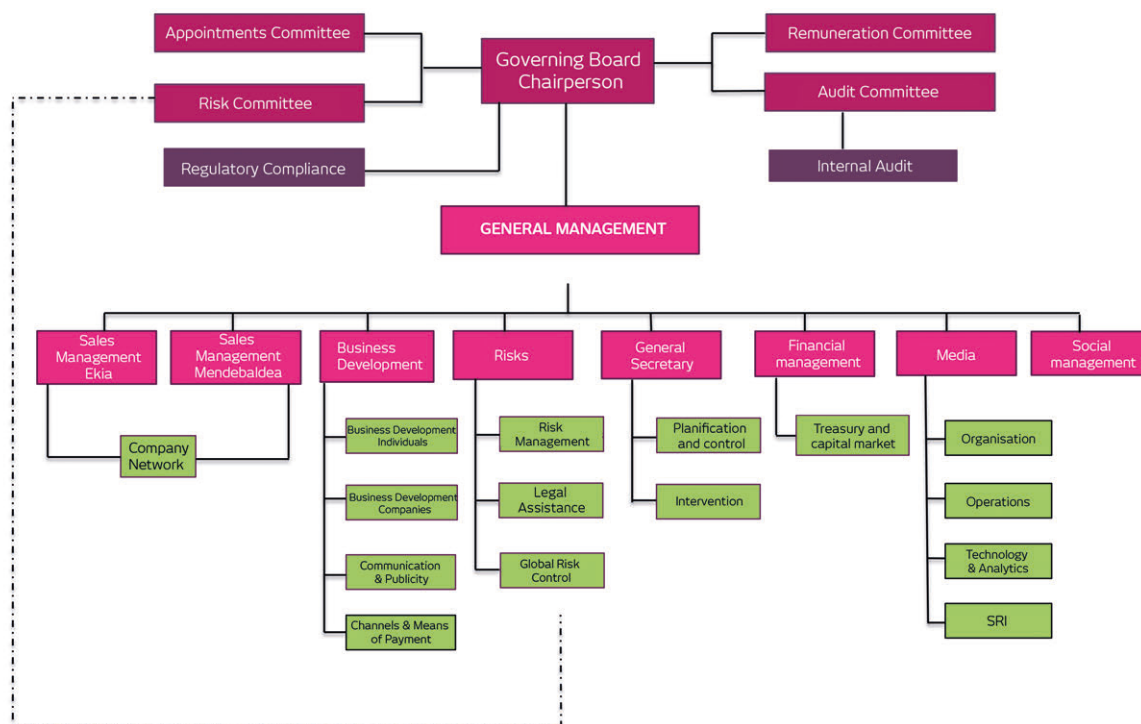 Appointments Committee
Governing Board
Chairperson
Remuneration Committee
Risk Committee
Audit Committee
Regulatory Compliance
Internal Audit
GENERAL MANAGEMENT
Sales
Management
Ekia
Sales
Management
Mendebaldea
Business
Development
Risks
General
Secretary
Financial
management
Media
Social
management
Company
Network
Business Development
Individuals
Business Development
Companies
Communication
& Publicity
Channels & Means
of Payment
Risk
Management
Legal
Assistance
Global Risk
Control
Planification
and control
Intervention
Treasury and
capital market
Organisation
Operations
Technology
& Analytics
SRI